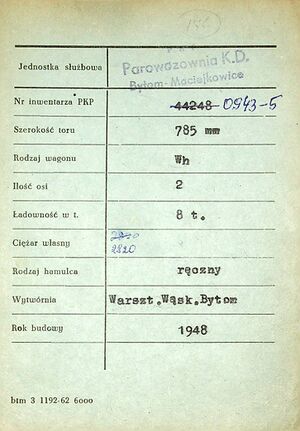 Jednostka służbowa
Parowozownia K.D.
Bytom-Maciejkowice
Nr inwentarza PKP 44248 0943-5
Szerokość toru 785 mm
Rodzaj wagonu Wh
Ilość osi 2
Ładowność w t. 8 t.
Ciężar własny
2820
Rodzaj hamulca ręczny
Wytwórnia Warszt.Wąsk.Bytom
Rok budowy 1948
btm 3 1192-62 6000